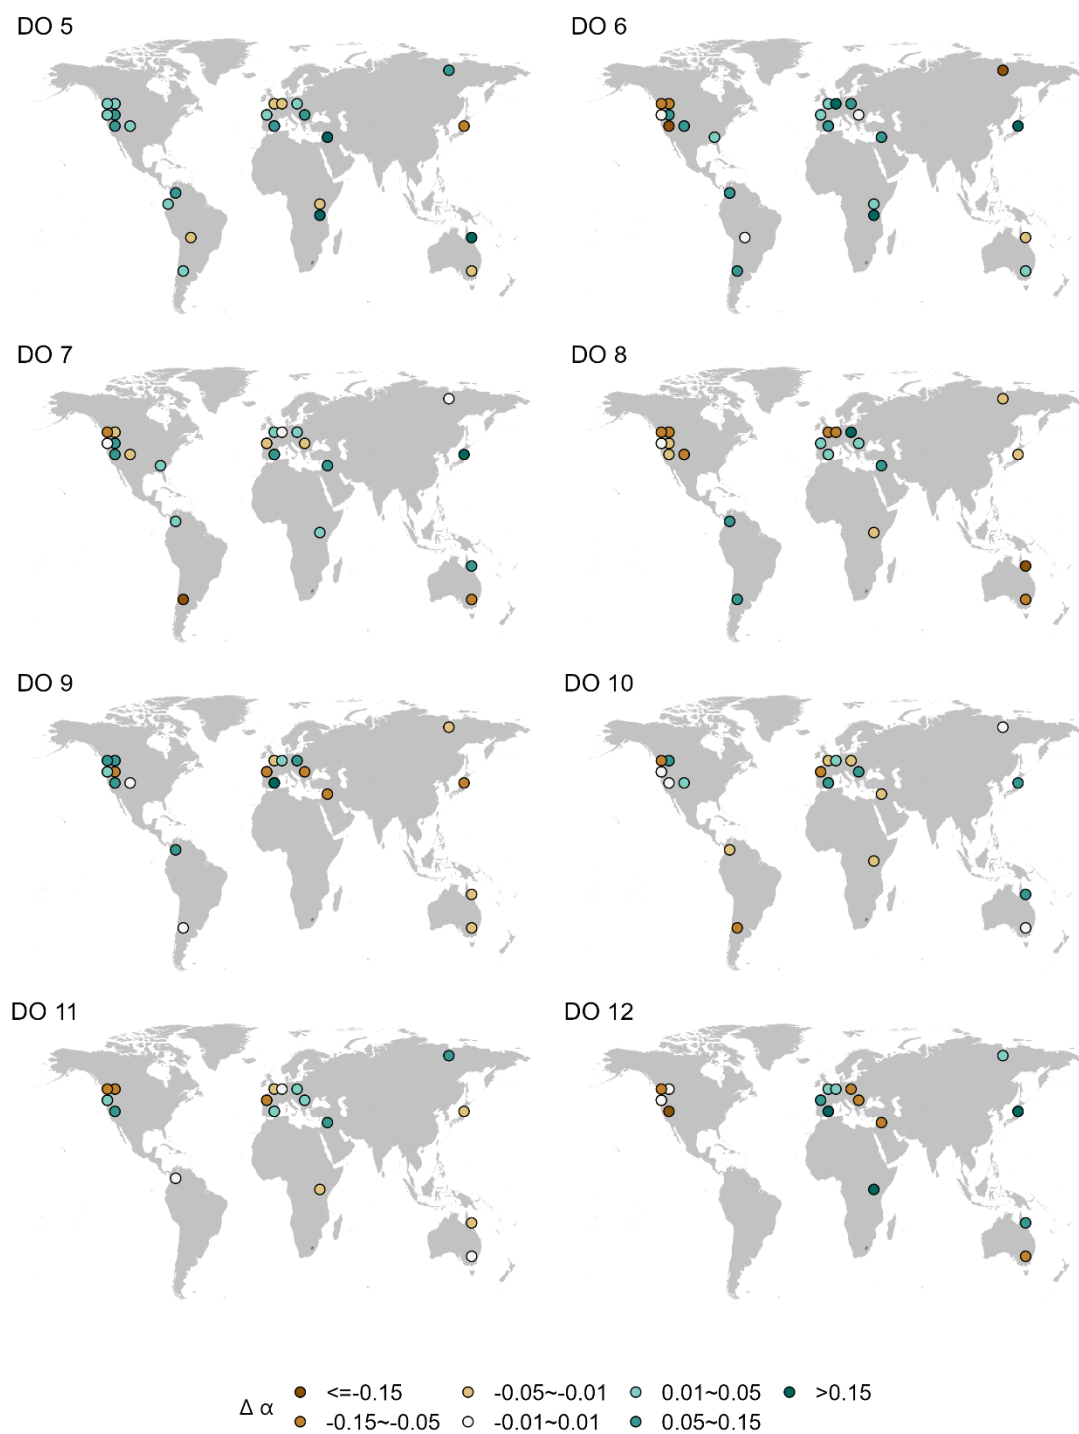 DO 5
DO 6
DO 7
DO 8
DO 9
DO 10
DO 11
DO 12
Δ α
<=-0.15
-0.05~-0.01
0.01~0.05
>0.15
-0.15~-0.05
-0.01~0.01
0.05~0.15